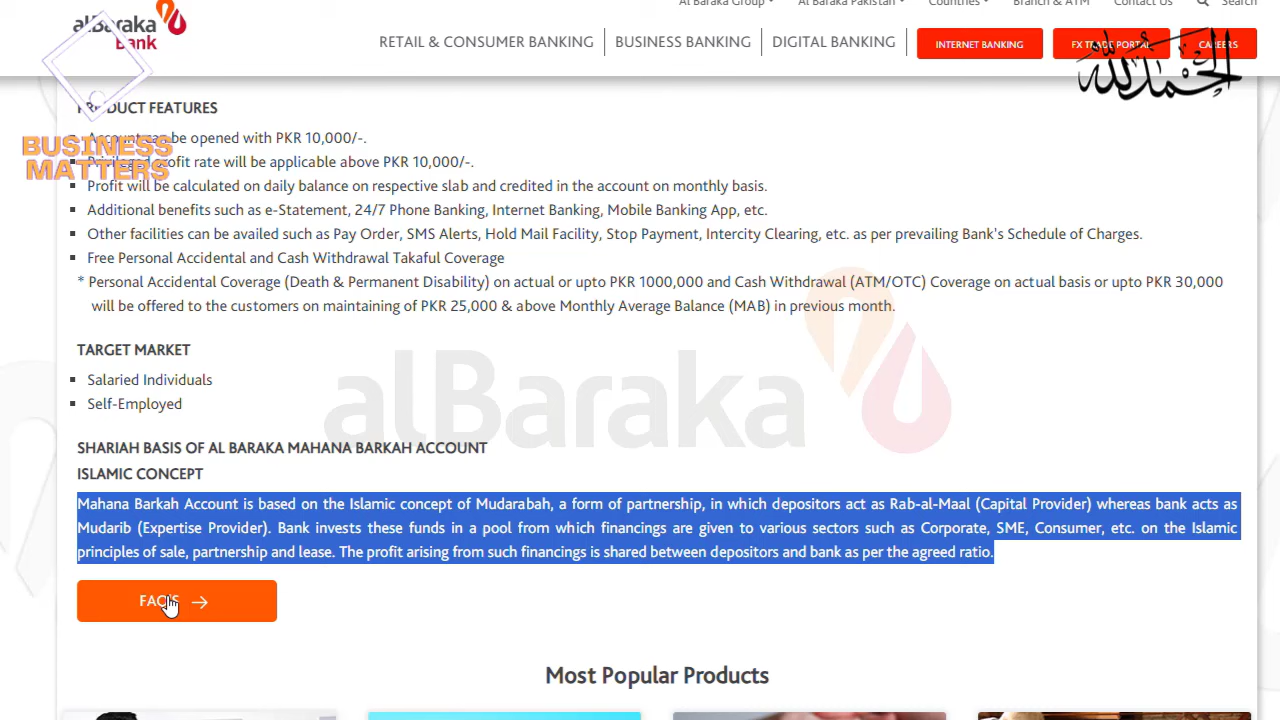 Al Baraka Group
Al Baraka Pakistan
Countries
Branch & ATM
Contact Us
Search
alBaraka
Bank
RETAIL & CONSUMER BANKING
BUSINESS BANKING
DIGITAL BANKING
INTERNET BANKING
FX TRADE PORTAL
CAREERS
الحمد لله
BUSINESS
MATTERS
PRODUCT FEATURES
Account can be opened with PKR 10,000/-.
Privileged profit rate will be applicable above PKR 10,000/-.
Profit will be calculated on daily balance on respective slab and credited in the account on monthly basis.
Additional benefits such as e-Statement, 24/7 Phone Banking, Internet Banking, Mobile Banking App, etc.
Other facilities can be availed such as Pay Order, SMS Alerts, Hold Mail Facility, Stop Payment, Intercity Clearing, etc. as per prevailing Bank's Schedule of Charges.
Free Personal Accidental and Cash Withdrawal Takaful Coverage
* Personal Accidental Coverage (Death & Permanent Disability) on actual or upto PKR 1000,000 and Cash Withdrawal (ATM/OTC) Coverage on actual basis or upto PKR 30,000
will be offered to the customers on maintaining of PKR 25,000 & above Monthly Average Balance (MAB) in previous month.
TARGET MARKET
Salaried Individuals
Self-Employed
alBaraka
SHARIAH BASIS OF AL BARAKA MAHANA BARKAH ACCOUNT
ISLAMIC CONCEPT
Mahana Barkah Account is based on the Islamic concept of Mudarabah, a form of partnership, in which depositors act as Rab-al-Maal (Capital Provider) whereas bank acts as
Mudarib (Expertise Provider). Bank invests these funds in a pool from which financings are given to various sectors such as Corporate, SME, Consumer, etc. on the Islamic
principles of sale, partnership and lease. The profit arising from such financings is shared between depositors and bank as per the agreed ratio.
FAQ'S
Most Popular Products